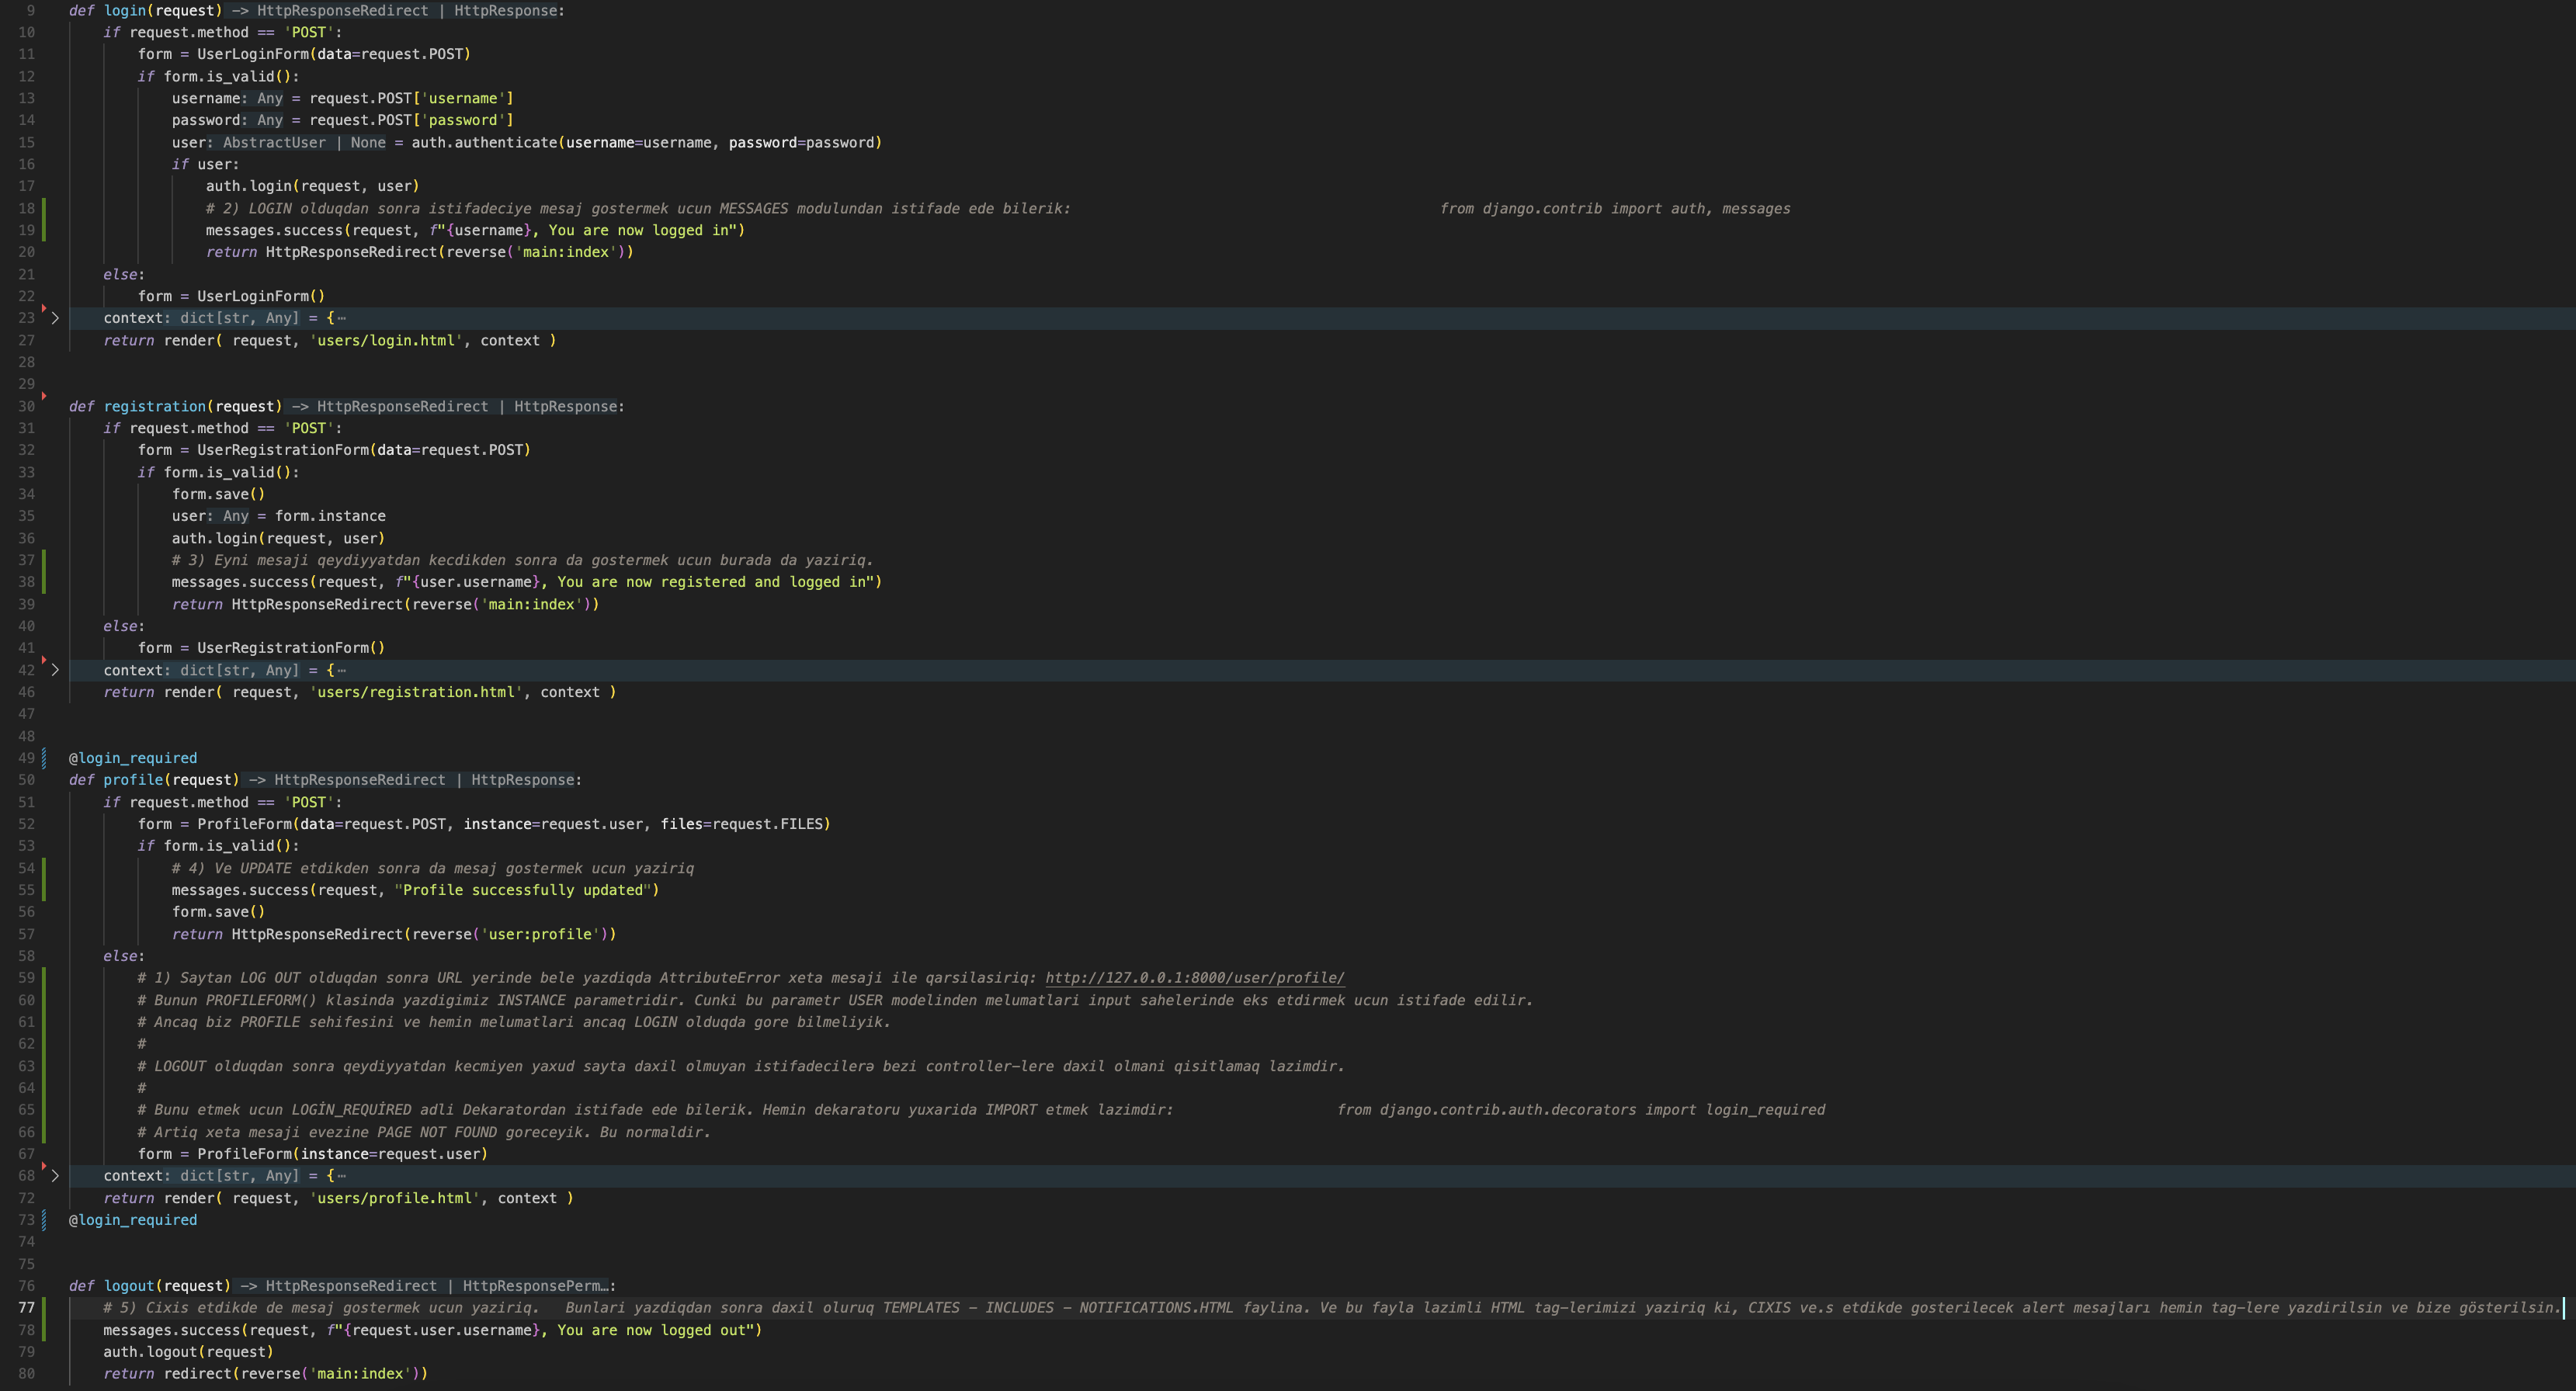 9 def login(request) -> HttpResponseRedirect | HttpResponse:
10 if request.method == 'POST':
11 form = UserLoginForm(data=request.POST)
12 if form.is_valid():
13 username: Any = request.POST['username']
14 password: Any = request.POST['password']
15 user: AbstractUser | None = auth.authenticate(username=username, password=password)
16 if user:
17 auth.login(request, user)
18 # 2) LOGIN olduqdan sonra istifadeciye mesaj gostermek ucun MESSAGES modulundan istifade ede bilerik: from django.contrib import auth, messages
19 messages.success(request, f"{username}, You are now logged in")
20 return HttpResponseRedirect(reverse('main:index'))
21 else:
22 form = UserLoginForm()
23 context: dict[str, Any] = {⋯
27 return render( request, 'users/login.html', context )
28
29
30 def registration(request) -> HttpResponseRedirect | HttpResponse:
31 if request.method == 'POST':
32 form = UserRegistrationForm(data=request.POST)
33 if form.is_valid():
34 form.save()
35 user: Any = form.instance
36 auth.login(request, user)
37 # 3) Eyni mesaji qeydiyyatdan kecdikden sonra da gostermek ucun burada da yaziriq.
38 messages.success(request, f"{user.username}, You are now registered and logged in")
39 return HttpResponseRedirect(reverse('main:index'))
40 else:
41 form = UserRegistrationForm()
42 context: dict[str, Any] = {⋯
46 return render( request, 'users/registration.html', context )
47
48
49 @login_required
50 def profile(request) -> HttpResponseRedirect | HttpResponse:
51 if request.method == 'POST':
52 form = ProfileForm(data=request.POST, instance=request.user, files=request.FILES)
53 if form.is_valid():
54 # 4) Ve UPDATE etdikden sonra da mesaj gostermek ucun yaziriq
55 messages.success(request, "Profile successfully updated")
56 form.save()
57 return HttpResponseRedirect(reverse('user:profile'))
58 else:
59 # 1) Saytan LOG OUT olduqdan sonra URL yerinde bele yazdiqda AttributeError xeta mesaji ile qarsilasiriq: http://127.0.0.1:8000/user/profile/
60 # Bunun PROFILEFORM() klasinda yazdigimiz INSTANCE parametridir. Cunki bu parametr USER modelinden melumatlari input sahelerinde eks etdirmek ucun istifade edilir.
61 # Ancaq biz PROFILE sehifesini ve hemin melumatlari ancaq LOGIN olduqda gore bilmeliyik.
62 #
63 # LOGOUT olduqdan sonra qeydiyyatdan kecmiyen yaxud sayta daxil olmuyan istifadecilerə bezi controller-lere daxil olmani qisitlamaq lazimdir.
64 #
65 # Bunu etmek ucun LOGİN_REQUİRED adli Dekaratordan istifade ede bilerik. Hemin dekaratoru yuxarida IMPORT etmek lazimdir: from django.contrib.auth.decorators import login_required
66 # Artiq xeta mesaji evezine PAGE NOT FOUND goreceyik. Bu normaldir.
67 form = ProfileForm(instance=request.user)
68 context: dict[str, Any] = {⋯
72 return render( request, 'users/profile.html', context )
73 @login_required
74
75
76 def logout(request) -> HttpResponseRedirect | HttpResponsePerm…:
77 # 5) Cixis etdikde de mesaj gostermek ucun yaziriq. Bunlari yazdiqdan sonra daxil oluruq TEMPLATES - INCLUDES - NOTIFICATIONS.HTML faylina. Ve bu fayla lazimli HTML tag-lerimizi yaziriq ki, CIXIS ve.s etdikde gosterilecek alert mesajları hemin tag-lere yazdirilsin ve bize gösterilsin.
78 messages.success(request, f"{request.user.username}, You are now logged out")
79 auth.logout(request)
80 return redirect(reverse('main:index'))